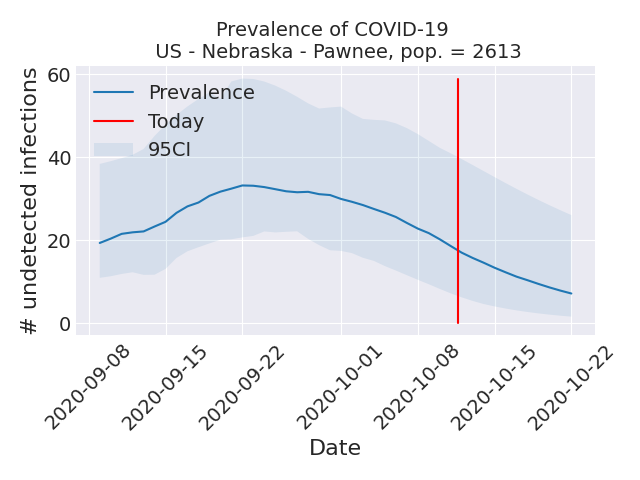 Prevalence of COVID-19
US - Nebraska - Pawnee, pop. = 2613
# undetected infections
60
40
20
0
Prevalence
Today
95CI
2020-09-08
2020-09-15
2020-09-22
2020-10-01
2020-10-08
2020-10-15
2020-10-22
Date